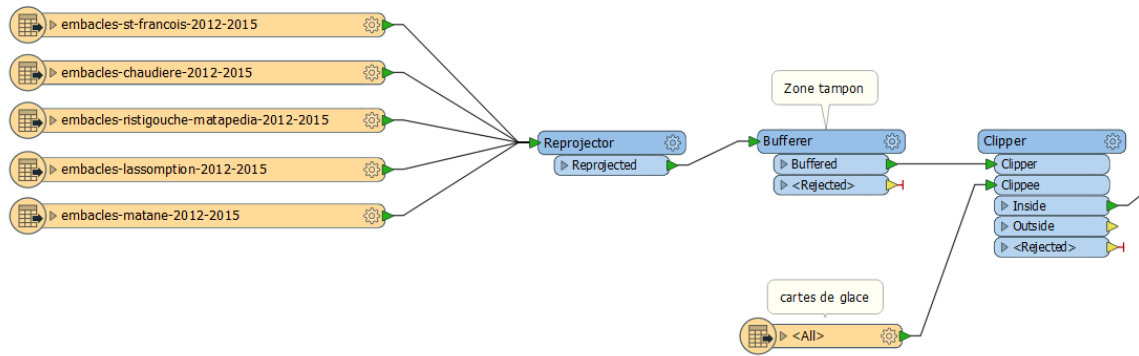 embacles-st-francois-2012-2015
embacles-chaudiere-2012-2015
embacles-ristigouche-matapedia-2012-2015
embacles-lassomption-2012-2015
embacles-matane-2012-2015
Reprojector
Reprojected
Zone tampon
Bufferer
Buffered
<Rejected>
Clipper
Clipper
Clippee
Inside
Outside
<Rejected>
cartes de glace
<All>